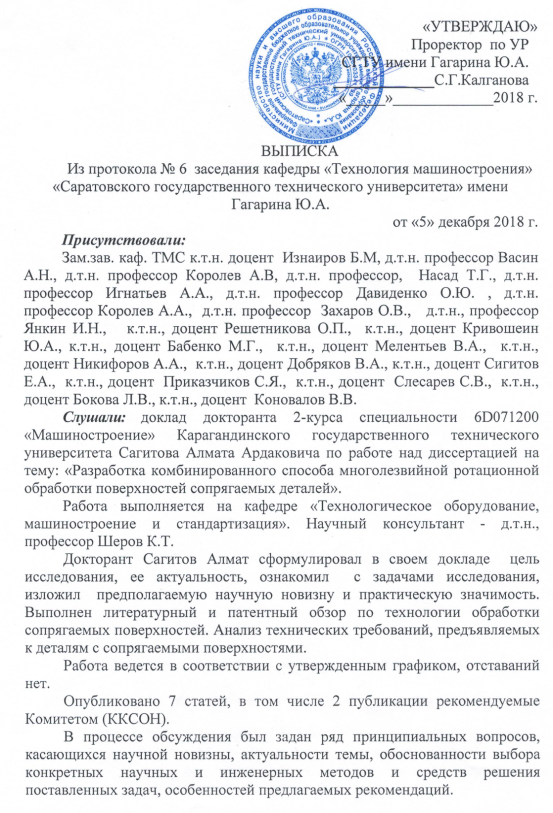 «УТВЕРЖДАЮ»
Проректор по УР
СГТУ имени Гагарина Ю.А.
_____________С.Г.Калганова
«_____»_____________2018 г.
ВЫПИСКА
Из протокола № 6 заседания кафедры «Технология машиностроения»
«Саратовского государственного технического университета» имени
Гагарина Ю.А.
от «5» декабря 2018 г.
Присутствовали:
Зам.зав. каф. ТМС к.т.н. доцент Изнаиров Б.М, д.т.н. профессор Васин
А.Н., д.т.н. профессор Королев А.В, д.т.н. профессор, Насад Т.Г., д.т.н.
профессор Игнатьев А.А., д.т.н. профессор Давиденко О.Ю. , д.т.н.
профессор Королев А.А., д.т.н. профессор Захаров О.В., д.т.н., профессор
Янкин И.Н., к.т.н., доцент Решетникова О.П., к.т.н., доцент Кривошеин
Ю.А., к.т.н., доцент Бабенко М.Г., к.т.н., доцент Мелентьев В.А., к.т.н.,
доцент Никифоров А.А., к.т.н., доцент Добряков В.А., к.т.н., доцент Сигитов
Е.А., к.т.н., доцент Приказчиков С.Я., к.т.н., доцент Слесарев С.В., к.т.н.,
доцент Бокова Л.В., к.т.н., доцент Коновалов В.В.
Слушали: доклад докторанта 2-курса специальности 6D071200
«Машиностроение» Карагандинского государственного технического
университета Сагитова Алмата Ардаковича по работе над диссертацией на
тему: «Разработка комбинированного способа многолезвийной ротационной
обработки поверхностей сопрягаемых деталей».
Работа выполняется на кафедре «Технологическое оборудование,
машиностроение и стандартизация». Научный консультант - д.т.н.,
профессор Шеров К.Т.
Докторант Сагитов Алмат сформулировал в своем докладе цель
исследования, ее актуальность, ознакомил с задачами исследования,
изложил предполагаемую научную новизну и практическую значимость.
Выполнен литературный и патентный обзор по технологии обработки
сопрягаемых поверхностей. Анализ технических требований, предъявляемых
к деталям с сопрягаемыми поверхностями.
Работа ведется в соответствии с утвержденным графиком, отставаний
нет.
Опубликовано 7 статей, в том числе 2 публикации рекомендуемые
Комитетом (ККСОН).
В процессе обсуждения был задан ряд принципиальных вопросов,
касающихся научной новизны, актуальности темы, обоснованности выбора
конкретных научных и инженерных методов и средств решения
поставленных задач, особенностей предлагаемых рекомендаций.